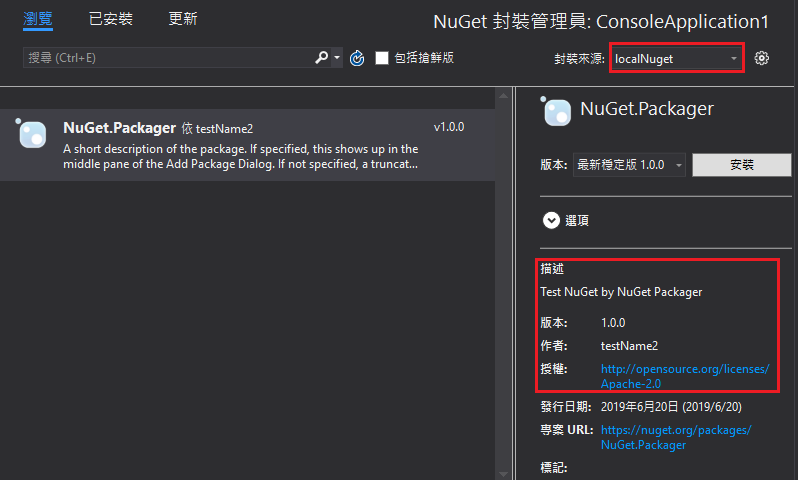 瀏覽 已安裝 更新
NuGet 封裝管理員: ConsoleApplication1
搜尋 (Ctrl+E)
包括搶鮮版
封裝來源: localNuget
NuGet.Packager 依 testName2 v1.0.0
A short description of the package. If specified, this shows up in the
middle pane of the Add Package Dialog. If not specified, a truncat...
NuGet.Packager
版本: 最新穩定版 1.0.0 安裝
選項
描述
Test NuGet by NuGet Packager
版本: 1.0.0
作者: testName2
授權: http://opensource.org/licenses/
Apache-2.0
發行日期: 2019年6月20日 (2019/6/20)
專案 URL: https://nuget.org/packages/
NuGet.Packager
標記: